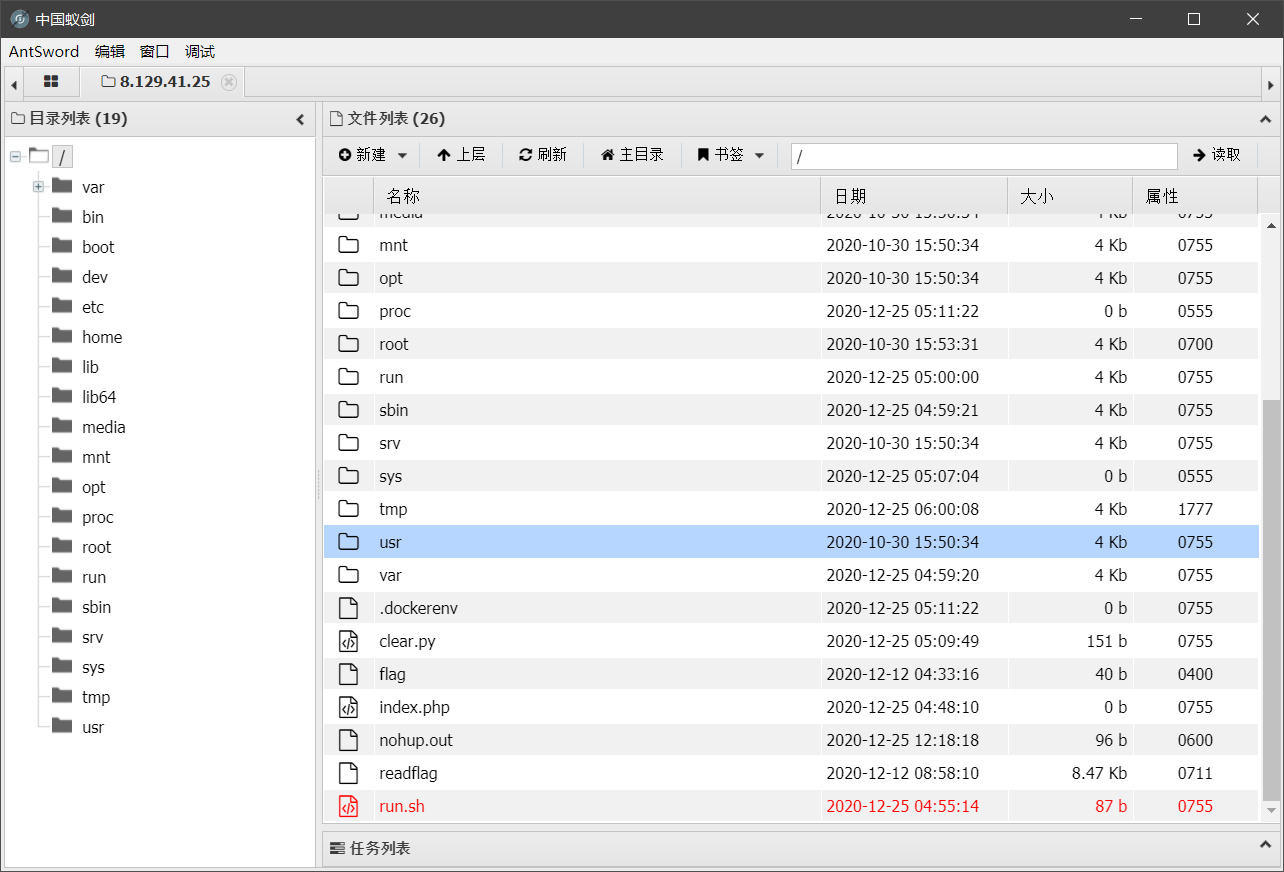 中国蚁剑
AntSword 编辑 窗口 调试
8.129.41.25
目录列表 (19)
/
var
bin
boot
dev
etc
home
lib
lib64
media
mnt
opt
proc
root
run
sbin
srv
sys
tmp
usr
文件列表 (26)
新建 上层 刷新 主目录 书签 / 读取
名称 日期 大小 属性
media 2020-10-30 15:50:34 4 Kb 0755
mnt 2020-10-30 15:50:34 4 Kb 0755
opt 2020-10-30 15:50:34 4 Kb 0755
proc 2020-12-25 05:11:22 0 b 0555
root 2020-10-30 15:53:31 4 Kb 0700
run 2020-12-25 05:00:00 4 Kb 0755
sbin 2020-12-25 04:59:21 4 Kb 0755
srv 2020-10-30 15:50:34 4 Kb 0755
sys 2020-12-25 05:07:04 0 b 0555
tmp 2020-12-25 06:00:08 4 Kb 1777
usr 2020-10-30 15:50:34 4 Kb 0755
var 2020-12-25 04:59:20 4 Kb 0755
.dockerenv 2020-12-25 05:11:22 0 b 0755
clear.py 2020-12-25 05:09:49 151 b 0755
flag 2020-12-12 04:33:16 40 b 0400
index.php 2020-12-25 04:48:10 0 b 0755
nohup.out 2020-12-25 12:18:18 96 b 0600
readflag 2020-12-12 08:58:10 8.47 Kb 0711
run.sh 2020-12-25 04:55:14 87 b 0755
任务列表